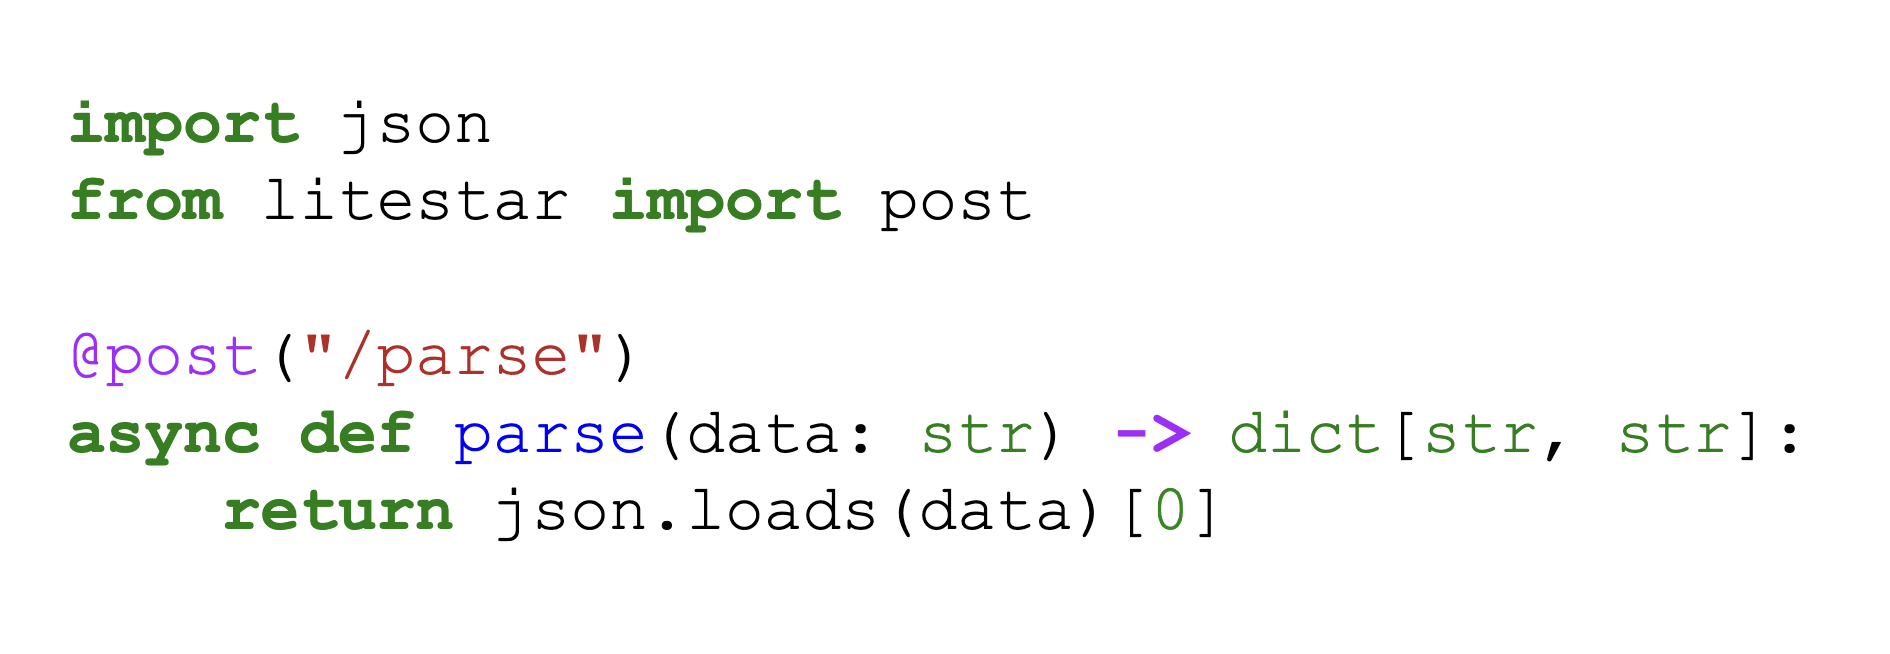 import json
from litestar import post

@post("/parse")
async def parse(data: str) -> dict[str, str]:
    return json.loads(data)[0]